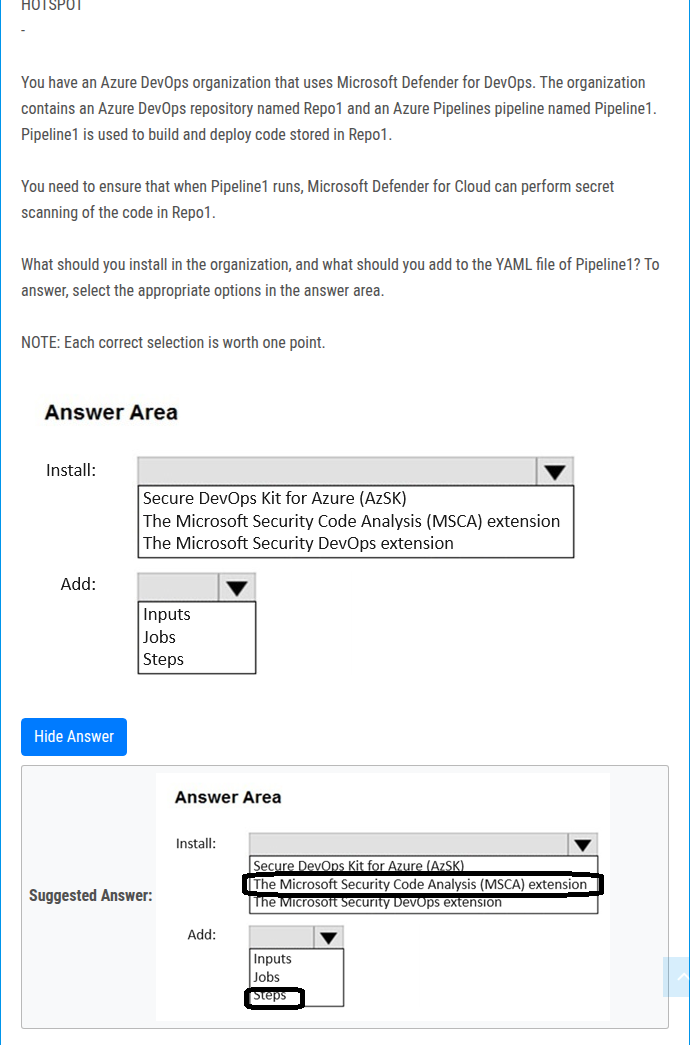 HOTSPOT
-
You have an Azure DevOps organization that uses Microsoft Defender for DevOps. The organization
contains an Azure DevOps repository named Repo1 and an Azure Pipelines pipeline named Pipeline1.
Pipeline1 is used to build and deploy code stored in Repo1.
You need to ensure that when Pipeline1 runs, Microsoft Defender for Cloud can perform secret
scanning of the code in Repo1.
What should you install in the organization, and what should you add to the YAML file of Pipeline1? To
answer, select the appropriate options in the answer area.
NOTE: Each correct selection is worth one point.
Answer Area
Install:
Secure DevOps Kit for Azure (AzSK)
The Microsoft Security Code Analysis (MSCA) extension
The Microsoft Security DevOps extension
Add:
Inputs
Jobs
Steps
Hide Answer
Suggested Answer:
Answer Area
Install:
Secure DevOps Kit for Azure (AzSK)
The Microsoft Security Code Analysis (MSCA) extension
The Microsoft Security DevOps extension
Add:
Inputs
Jobs
Steps